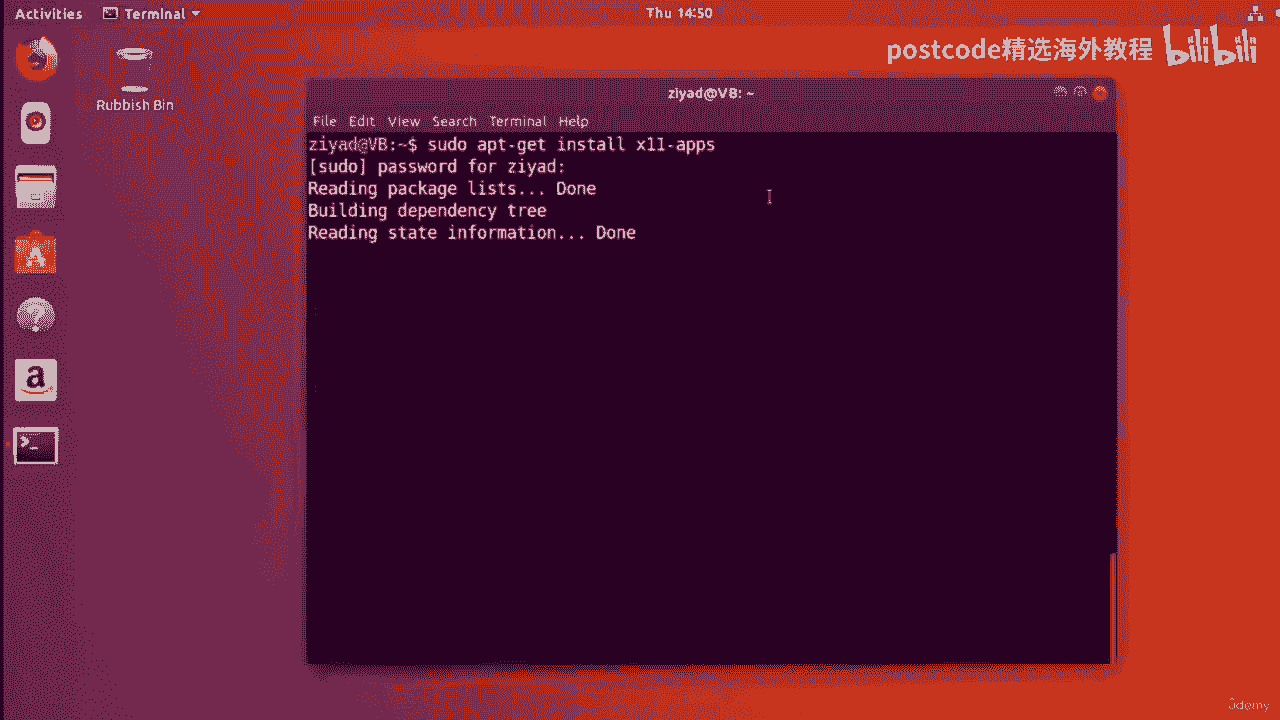 Activities
Terminal
Thu 14:50
postcode精选海外教程 bilibili
Rubbish Bin
ziyad@VB: ~
File Edit View Search Terminal Help
ziyad@VB:~$ sudo apt-get install x11-apps
[sudo] password for ziyad:
Reading package lists... Done
Building dependency tree
Reading state information... Done
a
>_
Udemy